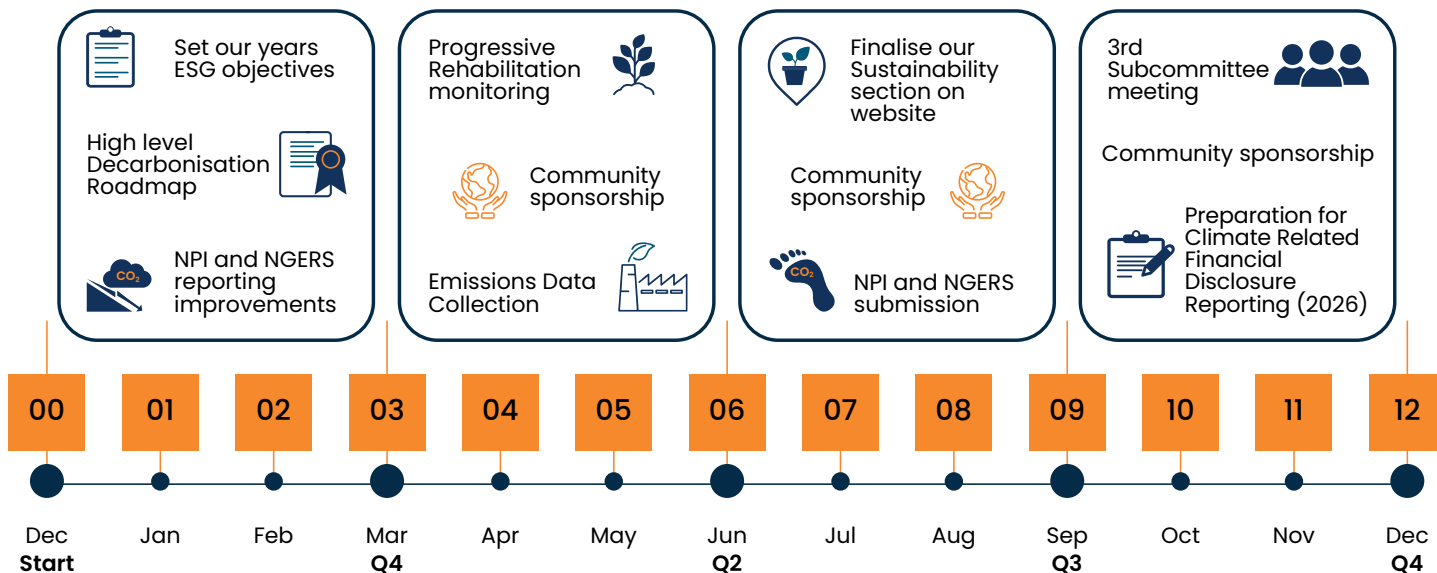 Set our years
ESG objectives
High level
Decarbonisation
Roadmap
CO₂
NPI and NGERS
reporting
improvements
Progressive
Rehabilitation
monitoring
Community
sponsorship
Emissions Data
Collection
Finalise our
Sustainability
section on
website
Community
sponsorship
CO₂
NPI and NGERS
submission
3rd
Subcommittee
meeting
Community sponsorship
Preparation for
Climate Related
Financial
Disclosure
Reporting (2026)
00 01 02 03 04 05 06 07 08 09 10 11 12
Dec Jan Feb Mar Apr May Jun Jul Aug Sep Oct Nov Dec
Start Q4 Q2 Q3 Q4